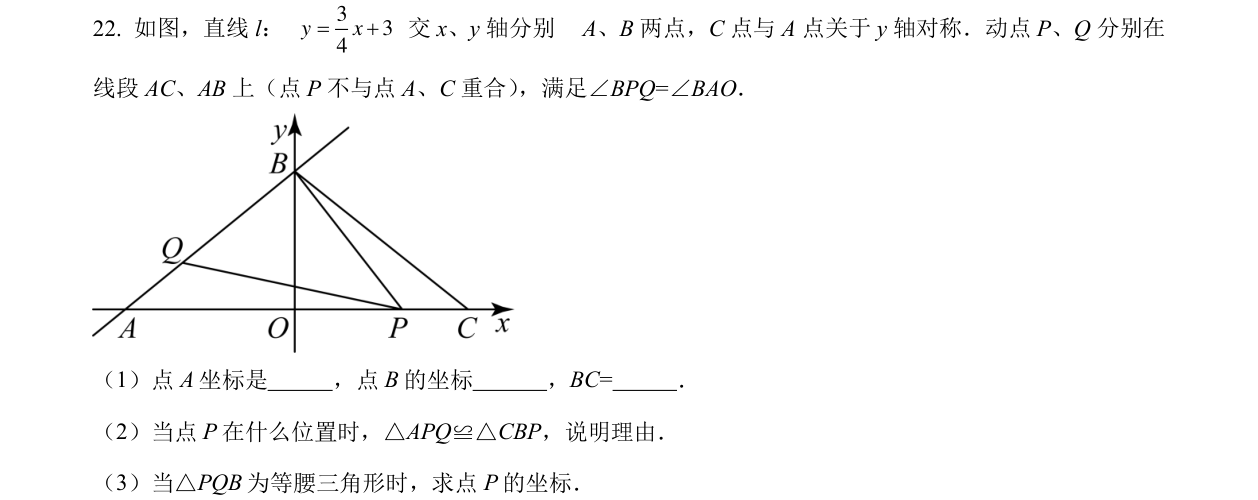 22. 如图，直线 l： y=3/4x+3 交 x、y 轴分别 A、B 两点，C 点与 A 点关于 y 轴对称．动点 P、Q 分别在
线段 AC、AB 上（点 P 不与点 A、C 重合），满足∠BPQ=∠BAO．
y
B
Q
A
O
P
C
x
（1）点 A 坐标是_____，点 B 的坐标______，BC=_____．
（2）当点 P 在什么位置时，△APQ≌△CBP，说明理由．
（3）当△PQB 为等腰三角形时，求点 P 的坐标．